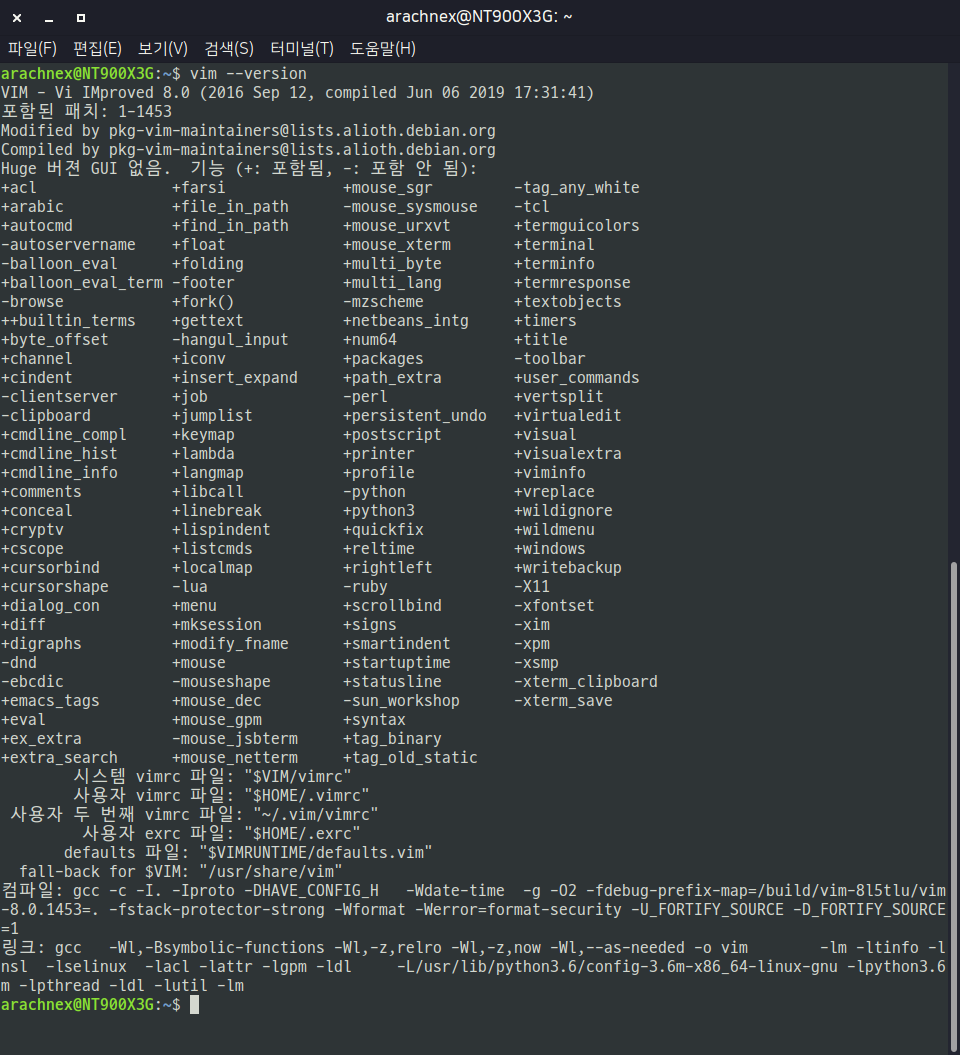 arachnex@NT900X3G: ~
파일(F) 편집(E) 보기(V) 검색(S) 터미널(T) 도움말(H)
arachnex@NT900X3G:~$ vim --version
VIM - Vi IMproved 8.0 (2016 Sep 12, compiled Jun 06 2019 17:31:41)
포함된 패치: 1-1453
Modified by pkg-vim-maintainers@lists.alioth.debian.org
Compiled by pkg-vim-maintainers@lists.alioth.debian.org
Huge 버젼 GUI 없음.  기능 (+: 포함됨, -: 포함 안 됨):
+acl               +farsi             +mouse_sgr         -tag_any_white
+arabic            +file_in_path      -mouse_sysmouse    -tcl
+autocmd           +find_in_path      +mouse_urxvt       +termguicolors
-autoservername    +float             +mouse_xterm       +terminal
-balloon_eval      +folding           +multi_byte        +terminfo
+balloon_eval_term -footer            +multi_lang        +termresponse
-browse            +fork()            -mzscheme          +textobjects
++builtin_terms    +gettext           +netbeans_intg     +timers
+byte_offset       -hangul_input      +num64             +title
+channel           +iconv             +packages          -toolbar
+cindent           +insert_expand     +path_extra        +user_commands
-clientserver      +job               -perl              +vertsplit
-clipboard         +jumplist          +persistent_undo   +virtualedit
+cmdline_compl     +keymap            +postscript        +visual
+cmdline_hist      +lambda            +printer           +visualextra
+cmdline_info      +langmap           +profile           +viminfo
+comments          +libcall           -python            +vreplace
+conceal           +linebreak         +python3           +wildignore
+cryptv            +lispindent        +quickfix          +wildmenu
+cscope            +listcmds          +reltime           +windows
+cursorbind        +localmap          +rightleft         +writebackup
+cursorshape       -lua               -ruby              -X11
+dialog_con        +menu              +scrollbind        -xfontset
+diff              +mksession         +signs             -xim
+digraphs          +modify_fname      +smartindent       -xpm
-dnd               +mouse             +startuptime       -xsmp
-ebcdic            -mouseshape        +statusline        -xterm_clipboard
+emacs_tags        +mouse_dec         -sun_workshop      -xterm_save
+eval              +mouse_gpm         +syntax
+ex_extra          -mouse_jsbterm     +tag_binary
+extra_search      +mouse_netterm     +tag_old_static
시스템 vimrc 파일: "$VIM/vimrc"
사용자 vimrc 파일: "$HOME/.vimrc"
사용자 두 번째 vimrc 파일: "~/.vim/vimrc"
사용자 exrc 파일: "$HOME/.exrc"
defaults 파일: "$VIMRUNTIME/defaults.vim"
fall-back for $VIM: "/usr/share/vim"
컴파일: gcc -c -I. -Iproto -DHAVE_CONFIG_H   -Wdate-time  -g -O2 -fdebug-prefix-map=/build/vim-8l5tlu/vim
-8.0.1453=. -fstack-protector-strong -Wformat -Werror=format-security -U_FORTIFY_SOURCE -D_FORTIFY_SOURCE
=1
링크: gcc   -Wl,-Bsymbolic-functions -Wl,-z,relro -Wl,-z,now -Wl,--as-needed -o vim        -lm -ltinfo -l
nsl  -lselinux  -lacl -lattr -lgpm -ldl     -L/usr/lib/python3.6/config-3.6m-x86_64-linux-gnu -lpython3.6
m -lpthread -ldl -lutil -lm
arachnex@NT900X3G:~$